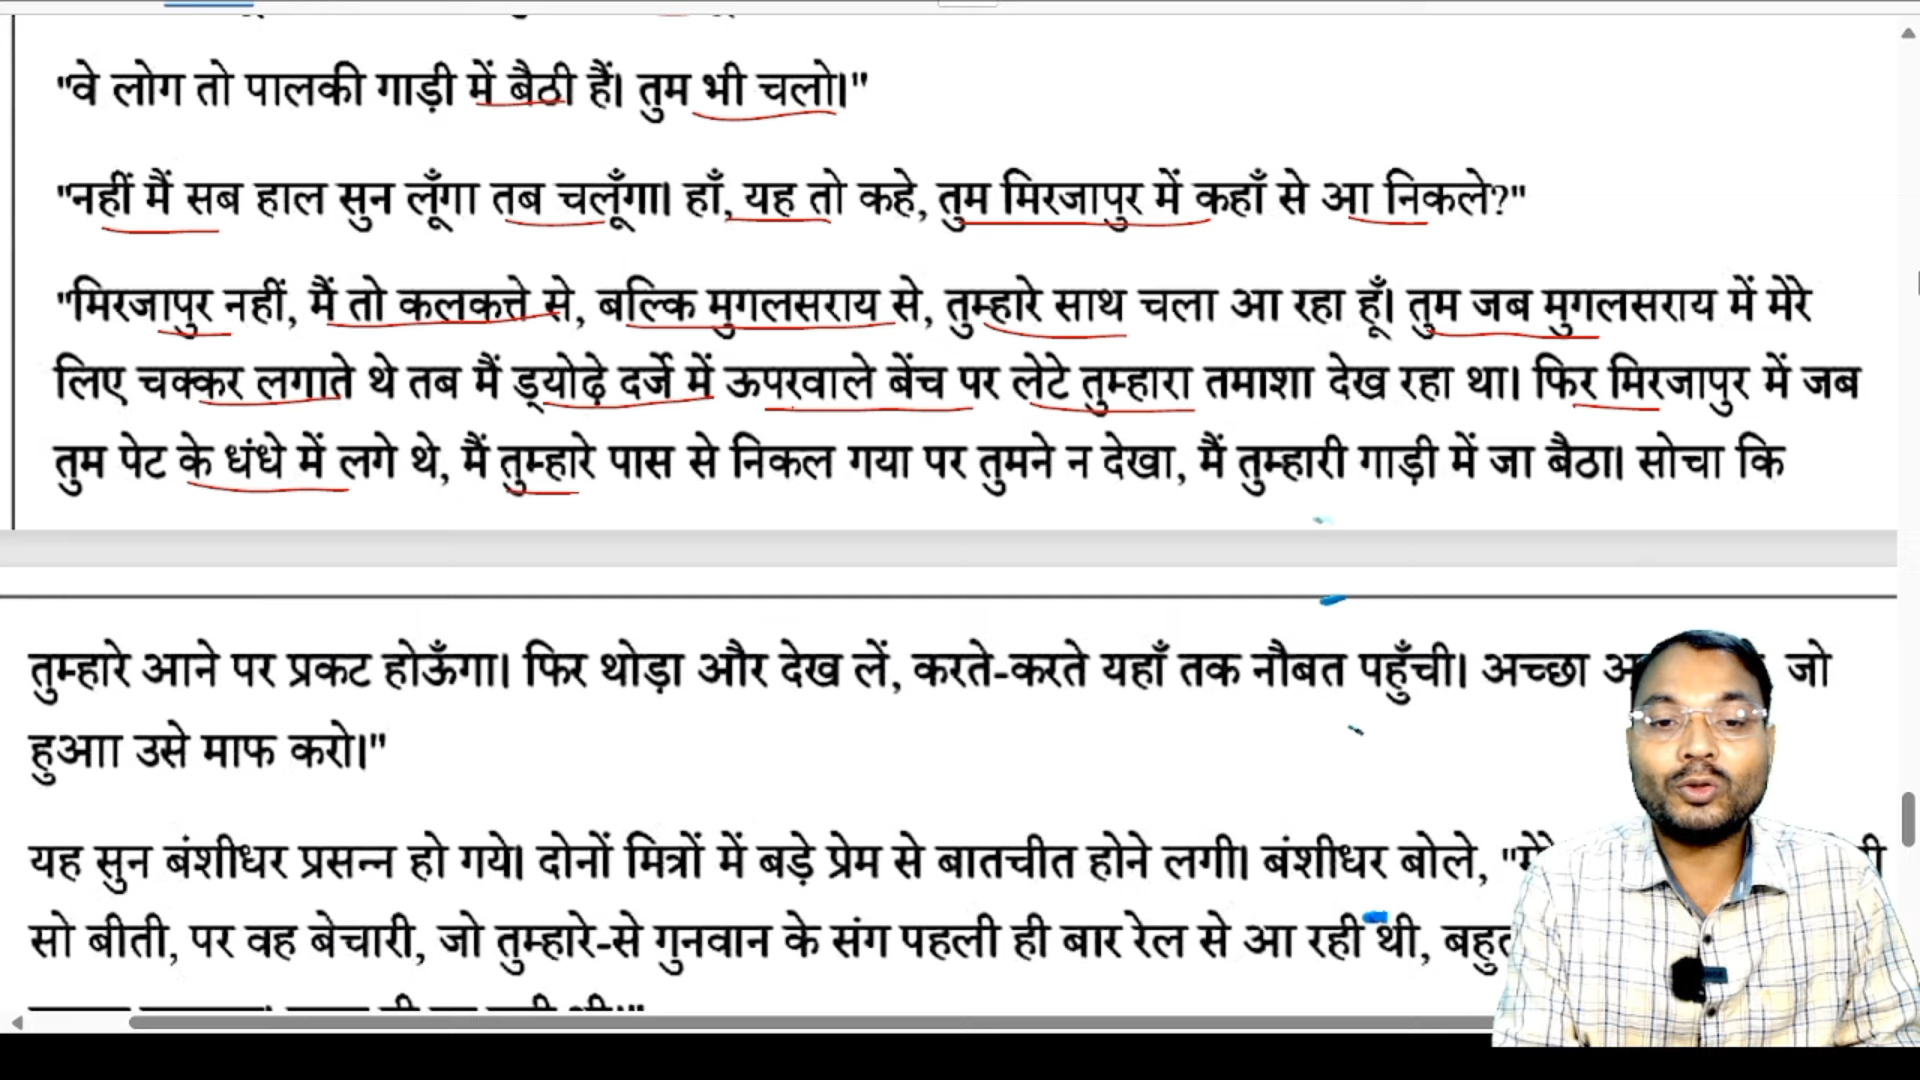 "वे लोग तो पालकी गाड़ी में बैठी हैं। तुम भी चलो।"
"नहीं मैं सब हाल सुन लूँगा तब चलूँगा। हाँ, यह तो कहे, तुम मिरजापुर में कहाँ से आ निकले?"
"मिरजापुर नहीं, मैं तो कलकत्ते से, बल्कि मुगलसराय से, तुम्हारे साथ चला आ रहा हूँ। तुम जब मुगलसराय में मेरे
लिए चक्कर लगाते थे तब मैं ड्योढ़े दर्जे में ऊपरवाले बेंच पर लेटे तुम्हारा तमाशा देख रहा था। फिर मिरजापुर में जब
तुम पेट के धंधे में लगे थे, मैं तुम्हारे पास से निकल गया पर तुमने न देखा, मैं तुम्हारी गाड़ी में जा बैठा। सोचा कि
तुम्हारे आने पर प्रकट होऊँगा। फिर थोड़ा और देख लें, करते-करते यहाँ तक नौबत पहुँची। अच्छा जो
हुआा उसे माफ करो।"
यह सुन बंशीधर प्रसन्न हो गये। दोनों मित्रों में बड़े प्रेम से बातचीत होने लगी। बंशीधर बोले,
सो बीती, पर वह बेचारी, जो तुम्हारे-से गुनवान के संग पहली ही बार रेल से आ रही थी,